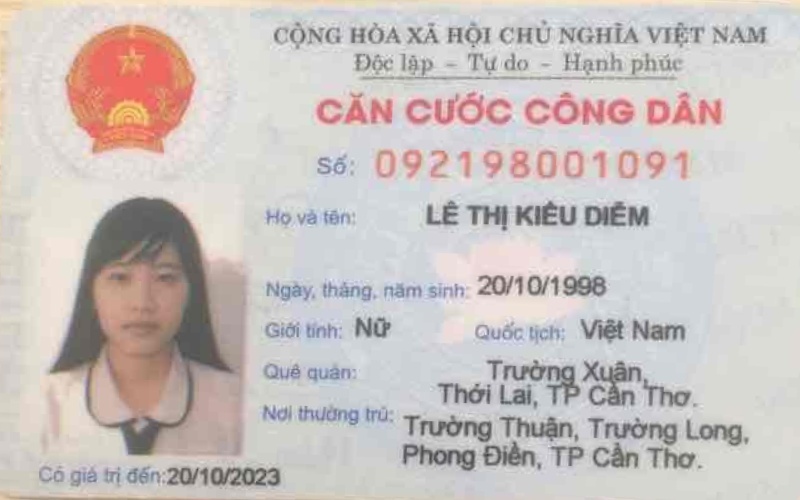 CỘNG HÒA XÃ HỘI CHỦ NGHĨA VIỆT NAM
Độc lập - Tự do - Hạnh phúc
CĂN CƯỚC CÔNG DÂN
Số: 092198001091
Họ và tên: LÊ THỊ KIỀU DIỄM
Ngày, tháng, năm sinh: 20/10/1998
Giới tính: Nữ Quốc tịch: Việt Nam
Quê quán: Trường Xuân,
Thới Lai, TP Cần Thơ.
Nơi thường trú: Trường Thuận, Trường Long,
Phong Điền, TP Cần Thơ.
Có giá trị đến: 20/10/2023